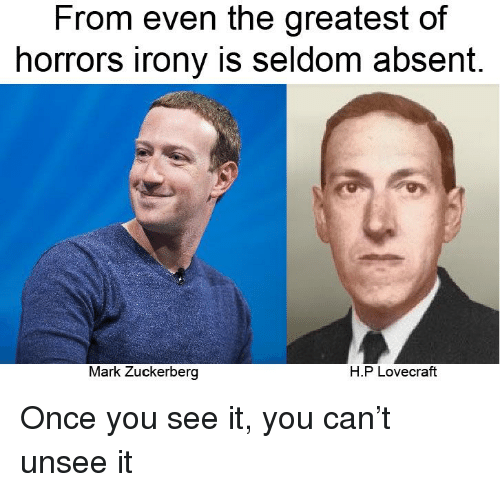 From even the greatest of
horrors irony is seldom absent.
Mark Zuckerberg
H.P Lovecraft
Once you see it, you can't
unsee it